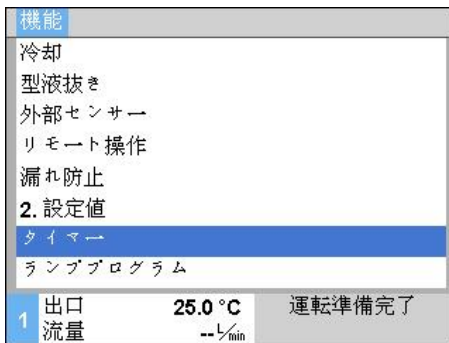 機能
冷却
型液抜き
外部センサー
リモート操作
漏れ防止
2. 設定値
タイマー
ランププログラム
1 出口 25.0 °C 運転準備完了
流量 -- L/min